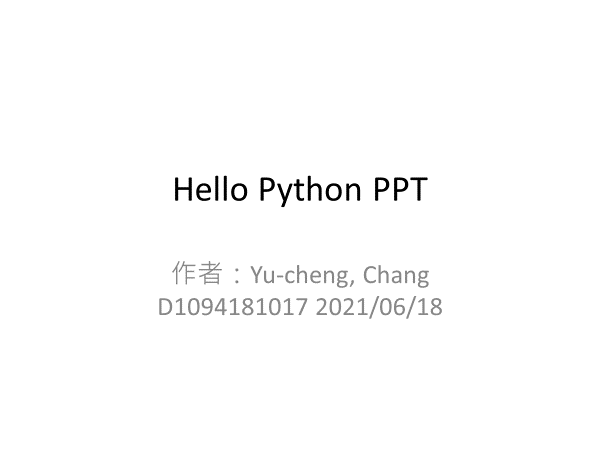 Hello Python PPT
作者：Yu-cheng, Chang
D1094181017 2021/06/18